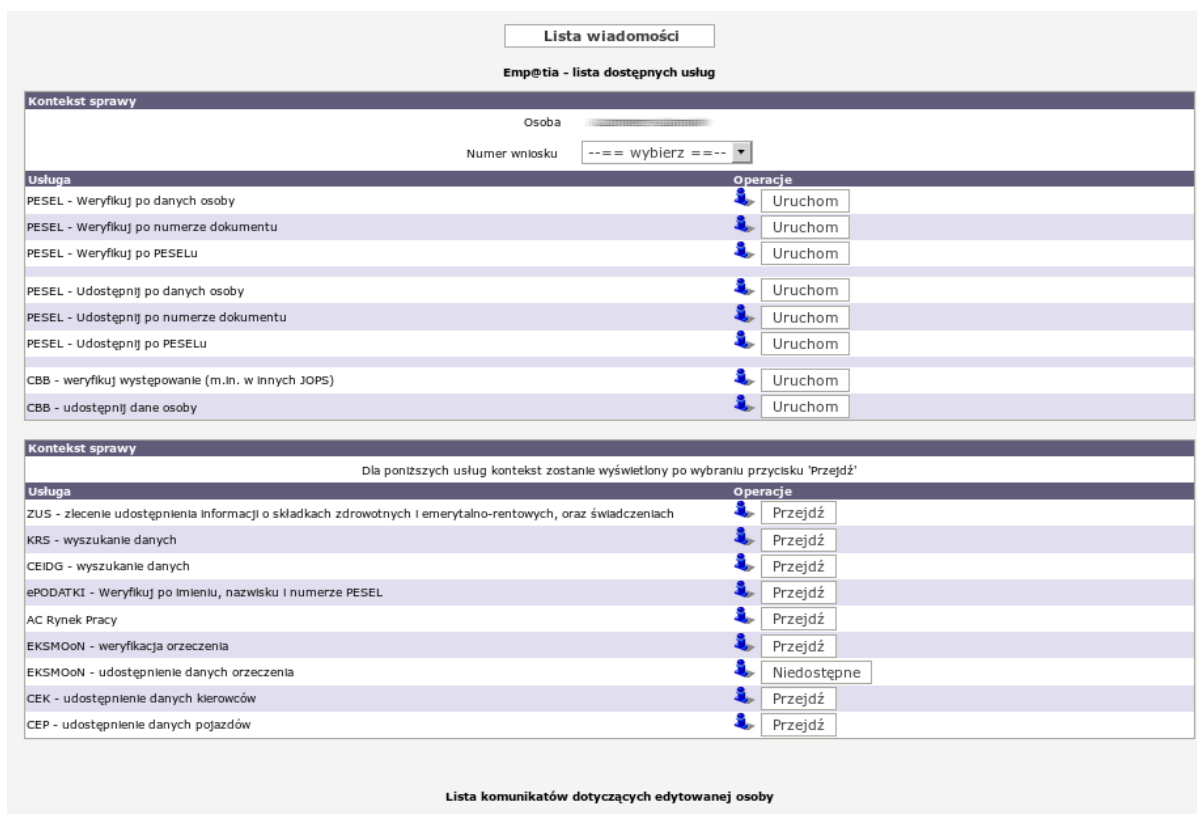 Lista wiadomości
Emp@tia - lista dostępnych usług
Kontekst sprawy
Osoba
Numer wniosku --== wybierz ==--
Usługa Operacje
PESEL - Weryfikuj po danych osoby Uruchom
PESEL - Weryfikuj po numerze dokumentu Uruchom
PESEL - Weryfikuj po PESELu Uruchom
PESEL - Udostępnij po danych osoby Uruchom
PESEL - Udostępnij po numerze dokumentu Uruchom
PESEL - Udostępnij po PESELu Uruchom
CBB - weryfikuj występowanie (m.in. w innych JOPS) Uruchom
CBB - udostępnij dane osoby Uruchom
Kontekst sprawy
Dla poniższych usług kontekst zostanie wyświetlony po wybraniu przycisku 'Przejdź'
Usługa Operacje
ZUS - zlecenie udostępnienia informacji o składkach zdrowotnych i emerytalno-rentowych, oraz świadczeniach Przejdź
KRS - wyszukanie danych Przejdź
CEIDG - wyszukanie danych Przejdź
ePODATKI - Weryfikuj po imieniu, nazwisku i numerze PESEL Przejdź
AC Rynek Pracy Przejdź
EKSMOoN - weryfikacja orzeczenia Przejdź
EKSMOoN - udostępnienie danych orzeczenia Niedostępne
CEK - udostępnienie danych kierowców Przejdź
CEP - udostępnienie danych pojazdów Przejdź
Lista komunikatów dotyczących edytowanej osoby